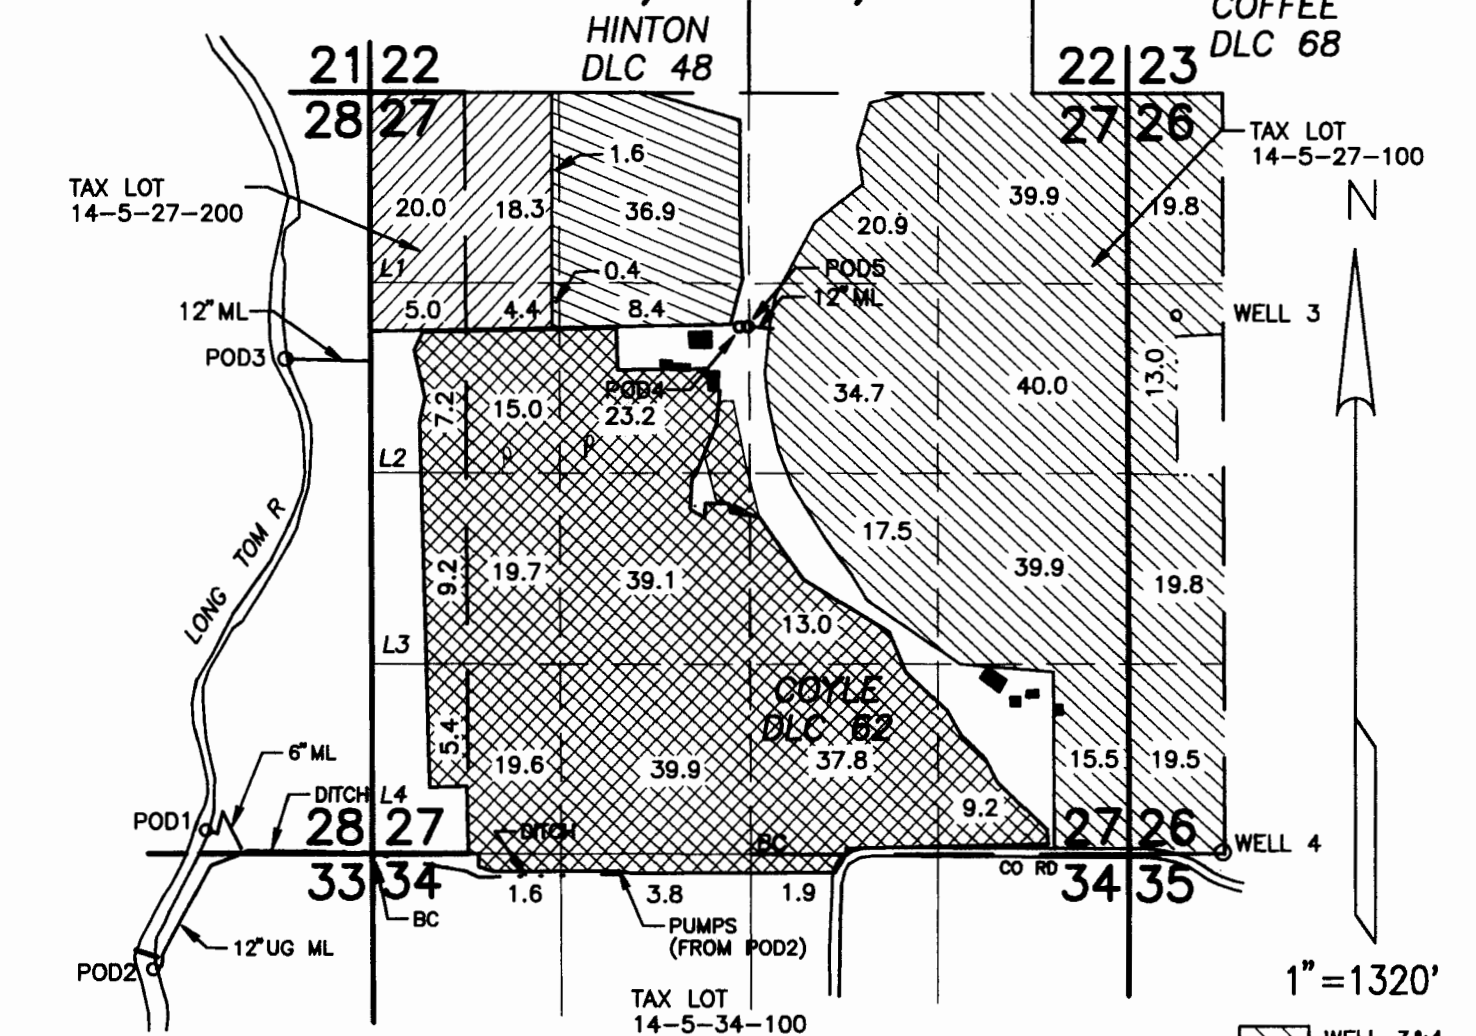 HINTON
DLC 48
COFFEE
DLC 68
21 22
28 27
22 23
27 26
TAX LOT
14-5-27-200
TAX LOT
14-5-27-100
N
1.6
20.0
18.3
36.9
20.9
39.9
19.8
L1
0.4
POD5
12"ML
5.0
4.4
8.4
12"ML
WELL 3
POD3
POD4
7.2
15.0
23.2
34.7
40.0
13.0
L2
LONG TOM R
9.2
19.7
39.1
17.5
39.9
19.8
13.0
L3
COYLE
DLC 62
5.4
19.6
39.9
37.8
15.5
19.5
6"ML
DITCH
L4
9.2
POD1
28 27
DITCH
BC
27 26
WELL 4
33 34
CO RD
34 35
1.6
3.8
1.9
BC
PUMPS
(FROM POD2)
12"UG ML
POD2
1"=1320'
TAX LOT
14-5-34-100
WELL 3&4